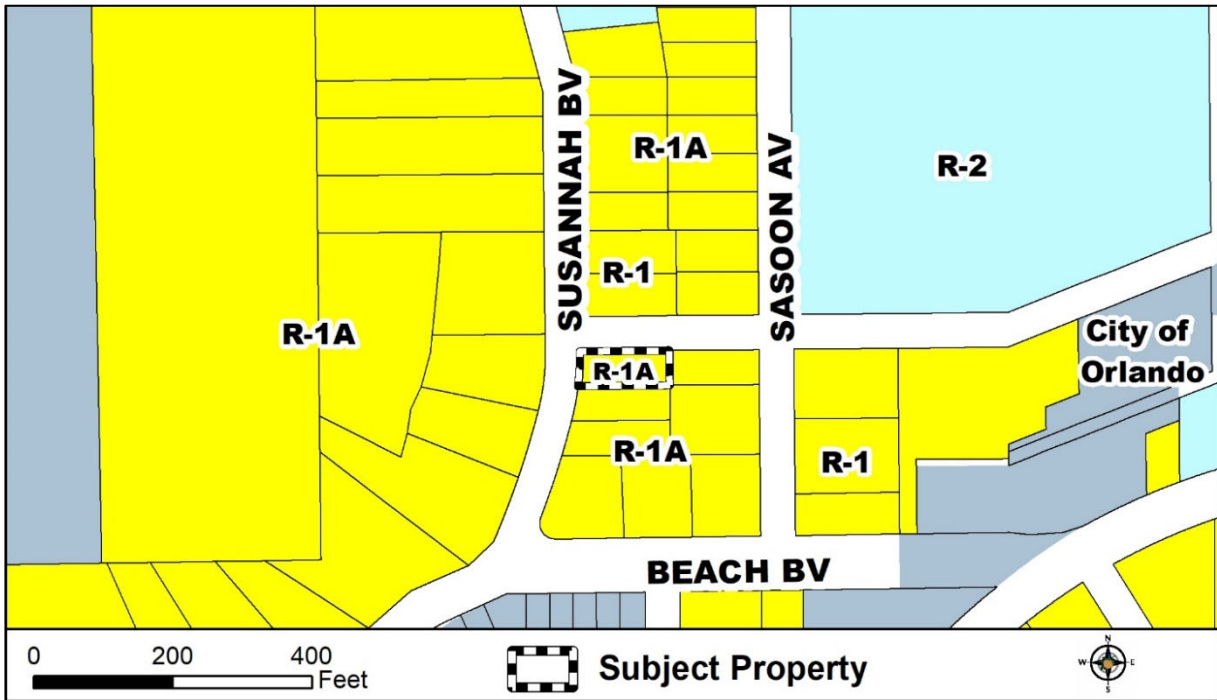 SUSANNAH BV
R-1A
SASOON AV
R-2
R-1
R-1A
City of
Orlando
R-1A
R-1A
R-1
BEACH BV
0 200 400
Feet
Subject Property
N
W E
S